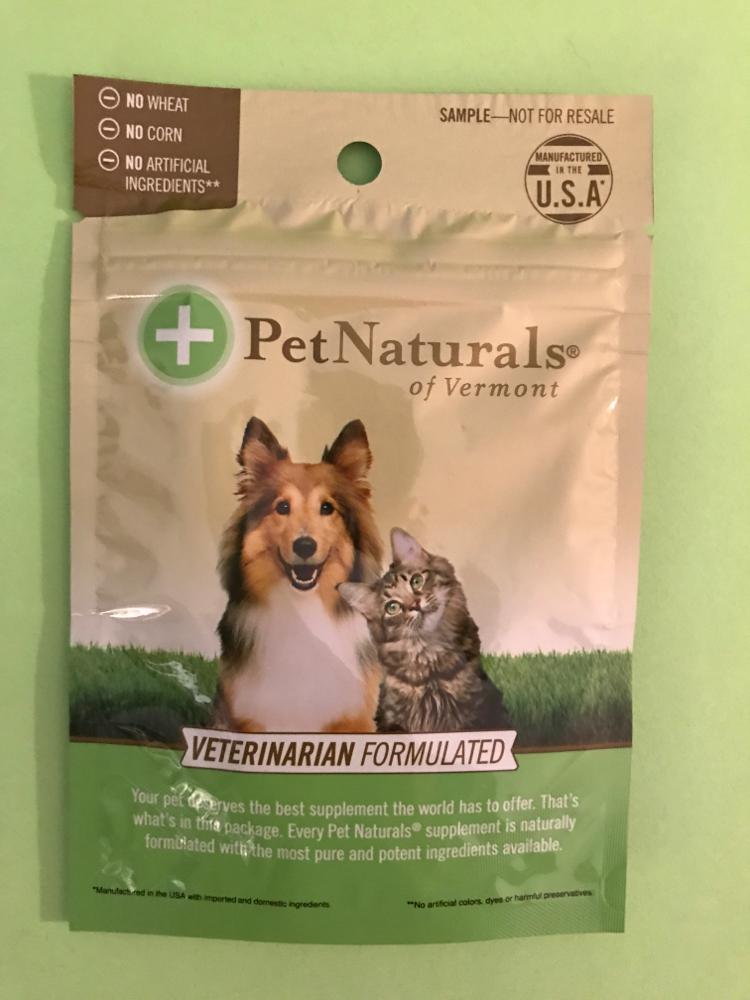 NO WHEAT
NO CORN
NO ARTIFICIAL
INGREDIENTS**
SAMPLE—NOT FOR RESALE
MANUFACTURED
IN THE
U.S.A*
PetNaturals®
of Vermont
VETERINARIAN FORMULATED
Your pet deserves the best supplement the world has to offer. That's
what's in this package. Every Pet Naturals® supplement is naturally
formulated with the most pure and potent ingredients available.
*Manufactured in the USA with imported and domestic ingredients.
**No artificial colors, dyes or harmful preservatives.